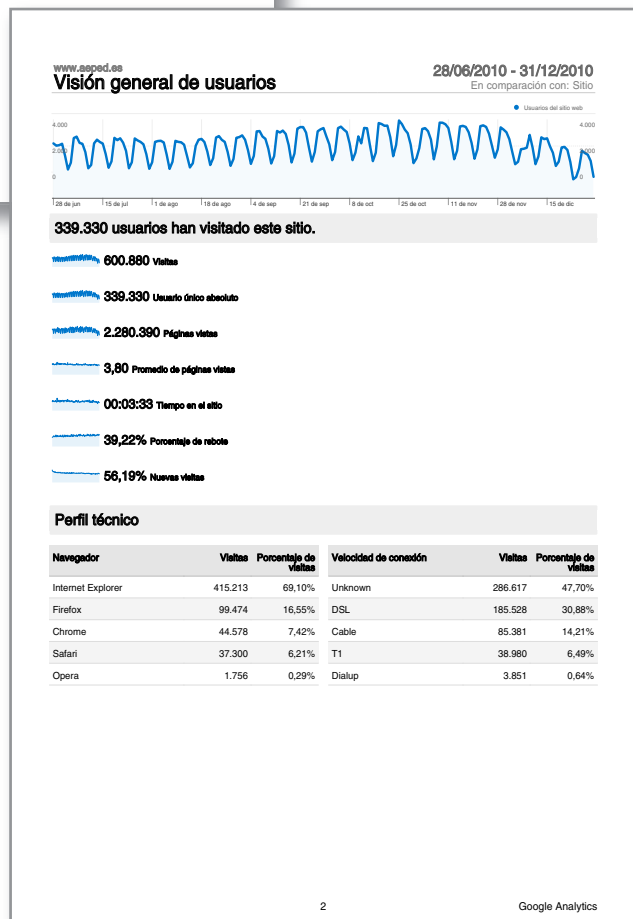 www.aeped.es
Visión general de usuarios
28/06/2010 - 31/12/2010
En comparación con: Sitio
Usuarios del sitio web
4.000 4.000
2.000 2.000
0 0
28 de jun 15 de jul 1 de ago 18 de ago 4 de sep 21 de sep 8 de oct 25 de oct 11 de nov 28 de nov 15 de dic
339.330 usuarios han visitado este sitio.
600.880 Visitas
339.330 Usuario único absoluto
2.280.390 Páginas vistas
3,80 Promedio de páginas vistas
00:03:33 Tiempo en el sitio
39,22% Porcentaje de rebote
56,19% Nuevas visitas
Perfil técnico
Navegador Visitas Porcentaje de visitas
Internet Explorer 415.213 69,10%
Firefox 99.474 16,55%
Chrome 44.578 7,42%
Safari 37.300 6,21%
Opera 1.756 0,29%
Velocidad de conexión Visitas Porcentaje de visitas
Unknown 286.617 47,70%
DSL 185.528 30,88%
Cable 85.381 14,21%
T1 38.980 6,49%
Dialup 3.851 0,64%
2 Google Analytics